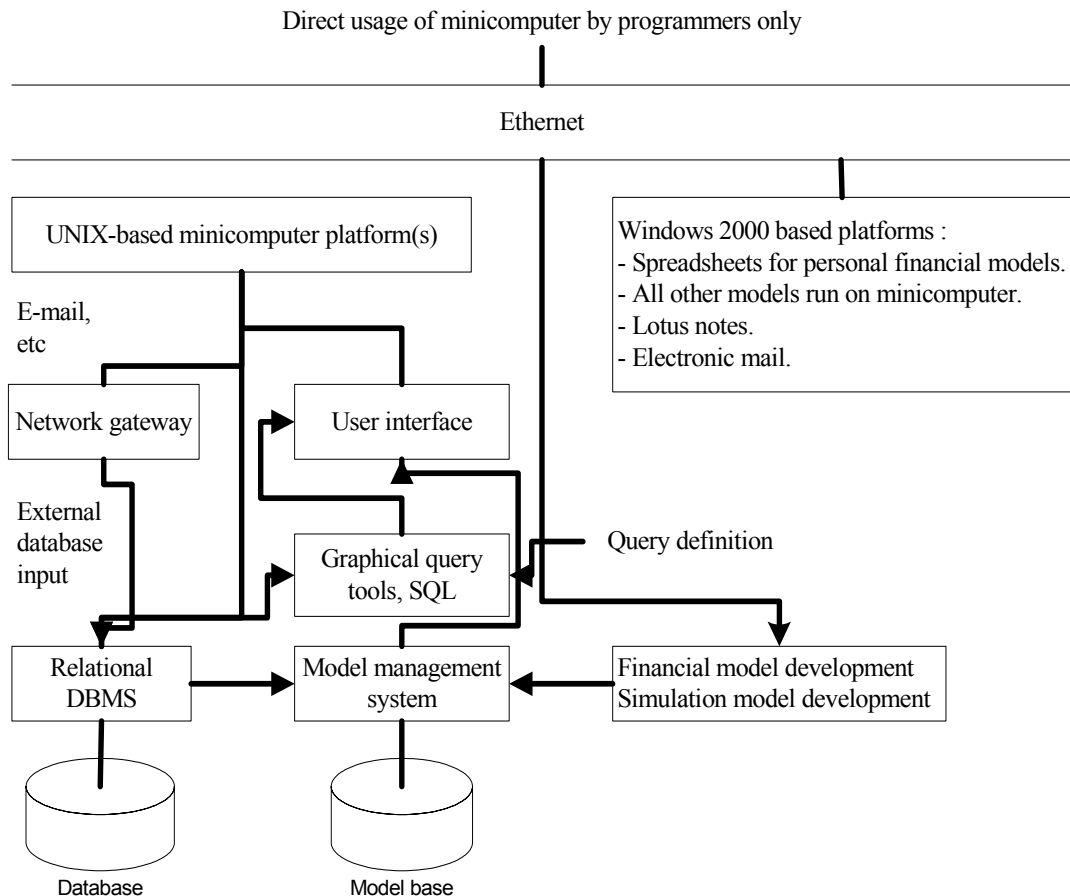 Direct usage of minicomputer by programmers only
Ethernet
UNIX-based minicomputer platform(s)
Windows 2000 based platforms :
- Spreadsheets for personal financial models.
- All other models run on minicomputer.
- Lotus notes.
- Electronic mail.
E-mail,
etc
Network gateway
User interface
External
database
input
Graphical query
tools, SQL
Query definition
Relational
DBMS
Model management
system
Financial model development
Simulation model development
Database
Model base